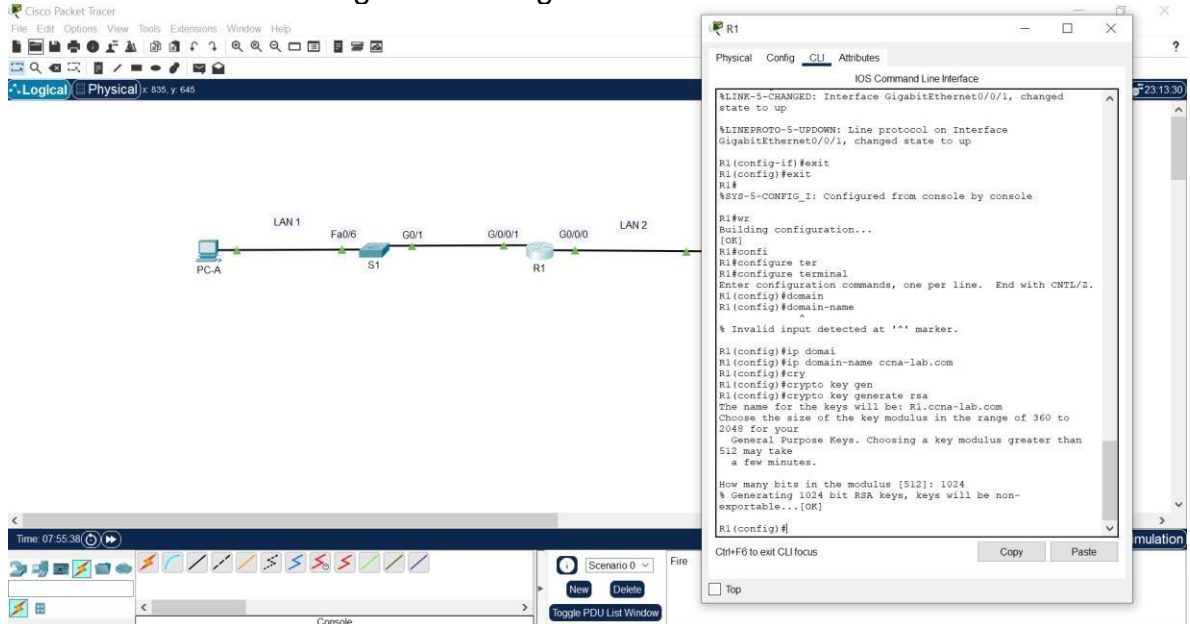 Cisco Packet Tracer
File Edit Options View Tools Extensions Window Help
Logical Physical x: 835, y: 645
23:13:30
LAN 1
Fa0/6
G0/1
G/0/0/1
G0/0/0
LAN 2
PC-A
S1
R1
R1
Physical Config CLI Attributes
IOS Command Line Interface
%LINK-5-CHANGED: Interface GigabitEthernet0/0/1, changed
state to up
%LINEPROTO-5-UPDOWN: Line protocol on Interface
GigabitEthernet0/0/1, changed state to up
R1(config-if)#exit
R1(config)#exit
R1#
%SYS-5-CONFIG_I: Configured from console by console
R1#wr
Building configuration...
[OK]
R1#confi
R1#configure ter
R1#configure terminal
Enter configuration commands, one per line. End with CNTL/Z.
R1(config)#domain
R1(config)#domain-name
^
% Invalid input detected at '^' marker.
R1(config)#ip domai
R1(config)#ip domain-name ccna-lab.com
R1(config)#cry
R1(config)#crypto key gen
R1(config)#crypto key generate rsa
The name for the keys will be: R1.ccna-lab.com
Choose the size of the key modulus in the range of 360 to
2048 for your
General Purpose Keys. Choosing a key modulus greater than
512 may take
a few minutes.
How many bits in the modulus [512]: 1024
% Generating 1024 bit RSA keys, keys will be non-
exportable...[OK]
R1(config)#
Ctrl+F6 to exit CLI focus
Copy Paste
Top
Time: 07:55:38
mulation
Scenario 0
Fire
New Delete
Toggle PDU List Window
Console